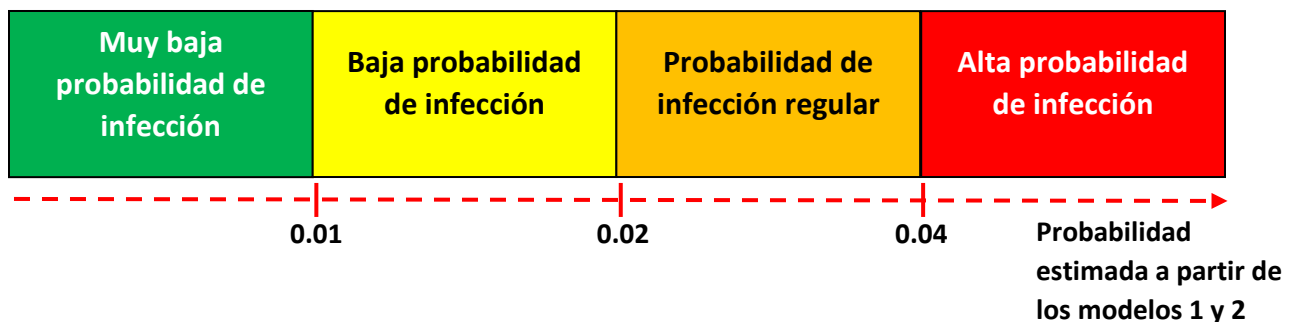 Muy baja
probabilidad de
infección
Baja probabilidad
de infección
Probabilidad de
infección regular
Alta probabilidad
de infección
0.01
0.02
0.04
Probabilidad
estimada a partir de
los modelos 1 y 2